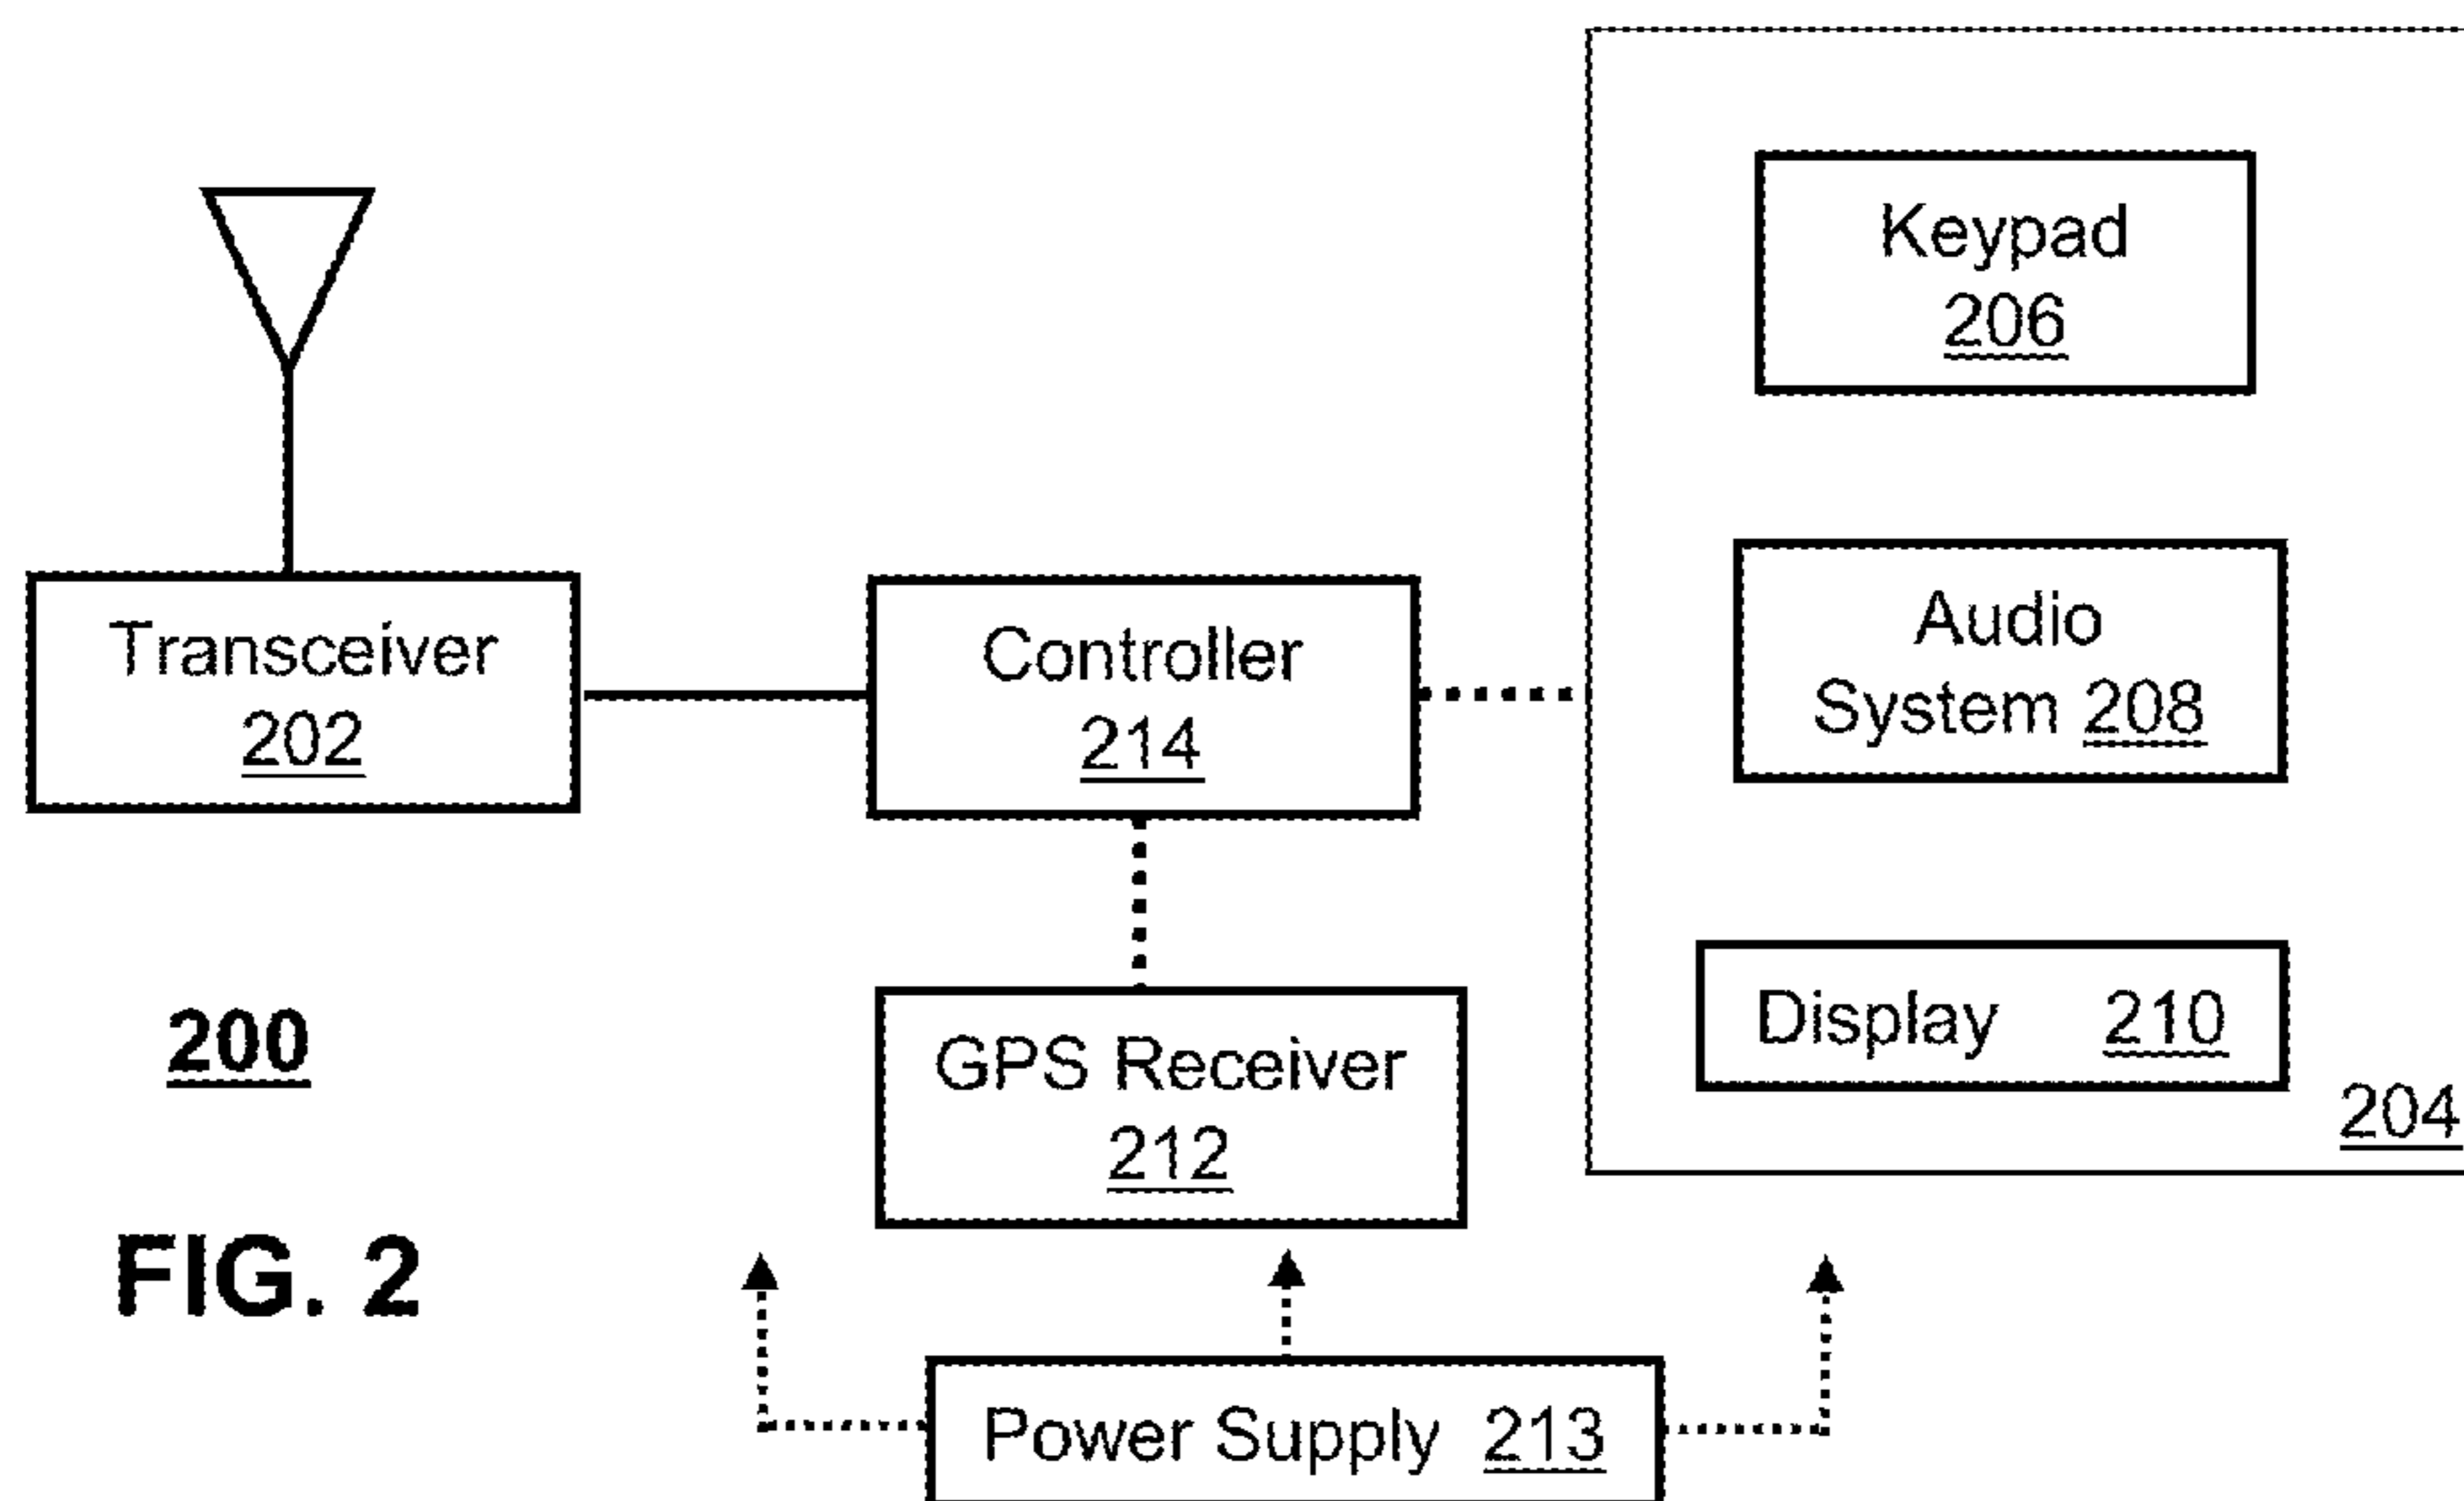 Keypad
206
Transceiver
202
Controller
214
Audio
System 208
GPS Receiver
212
Display 210
204
200
FIG. 2
Power Supply 213